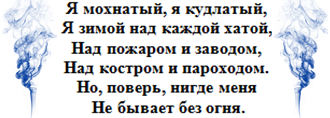 Я мохнатый, я кудлатый,
Я зимой над каждой хатой,
Над пожаром и заводом,
Над костром и пароходом.
Но, поверь, нигде меня
Не бывает без огня.